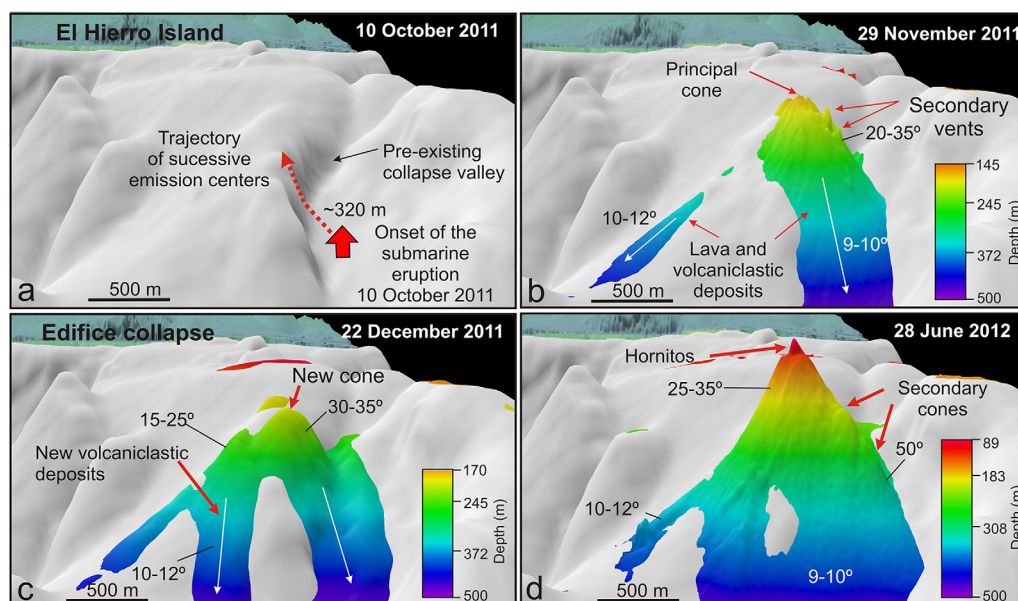 El Hierro Island
10 October 2011
Trajectory
of sucessive
emission centers
Pre-existing
collapse valley
~320 m
Onset of the
submarine
eruption
10 October 2011
a
500 m
29 November 2011
Principal
cone
Secondary
vents
20-35º
145
245
372
500
Depth (m)
10-12º
9-10º
Lava and
volcaniclastic
deposits
b
500 m
Edifice collapse
22 December 2011
New cone
30-35º
15-25º
New volcaniclastic
deposits
170
245
372
500
Depth (m)
10-12º
c
500 m
28 June 2012
Hornitos
25-35º
Secondary
cones
50º
89
183
308
500
Depth (m)
10-12º
9-10º
d
500 m